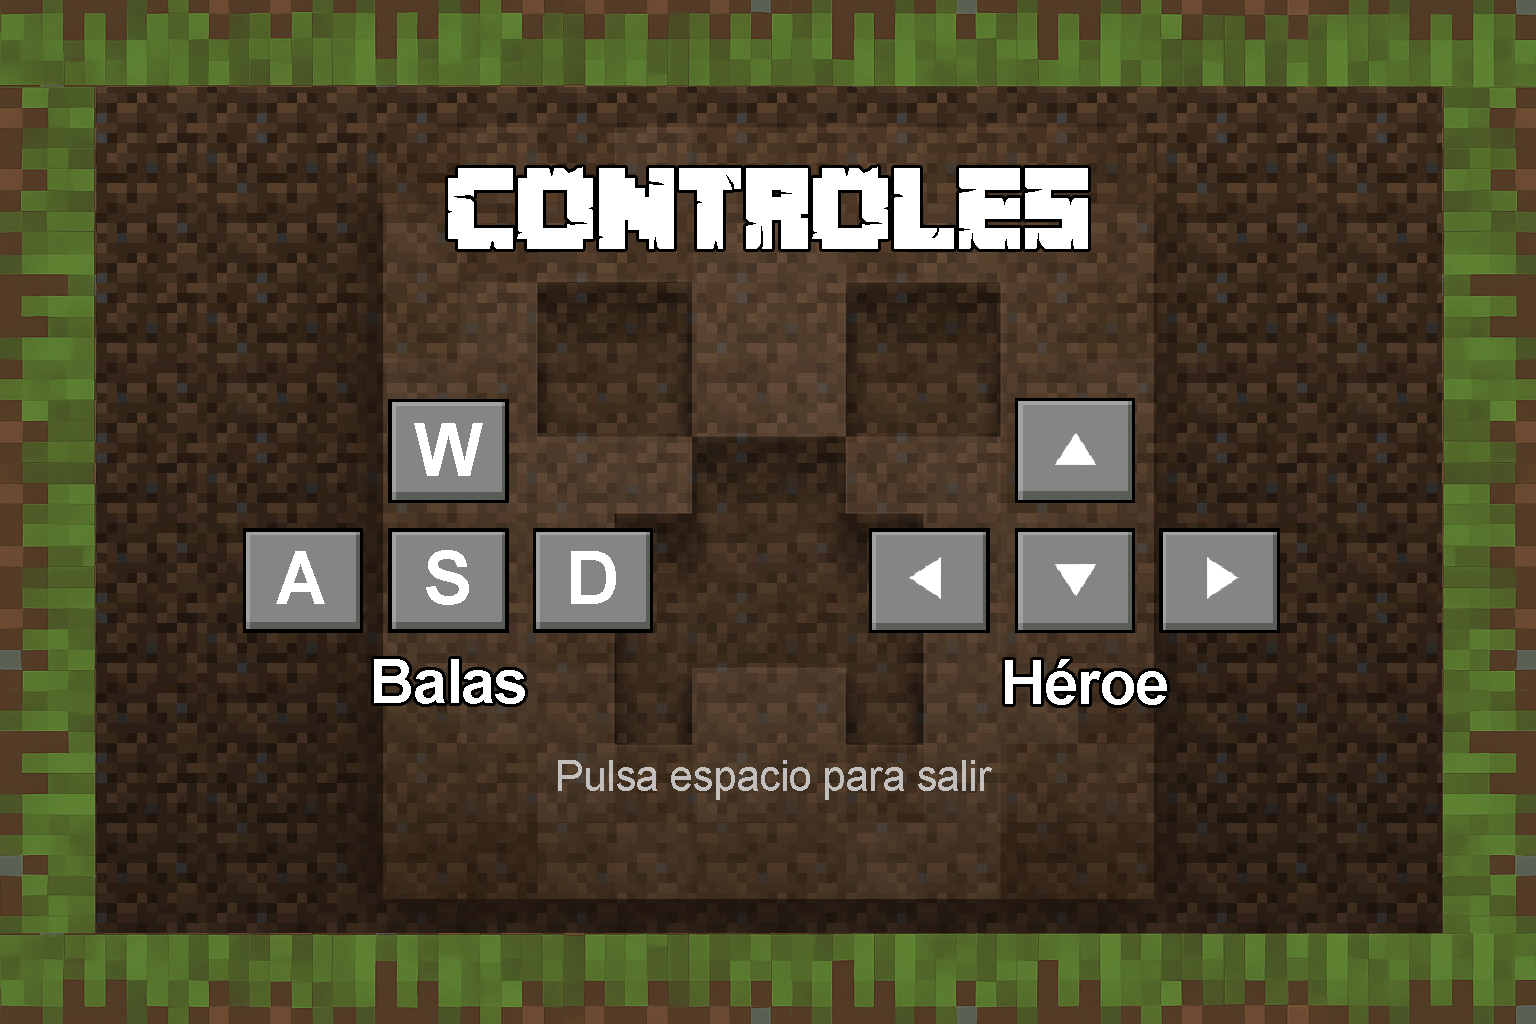 CONTROLES
W
A S D
Balas
Héroe
Pulsa espacio para salir